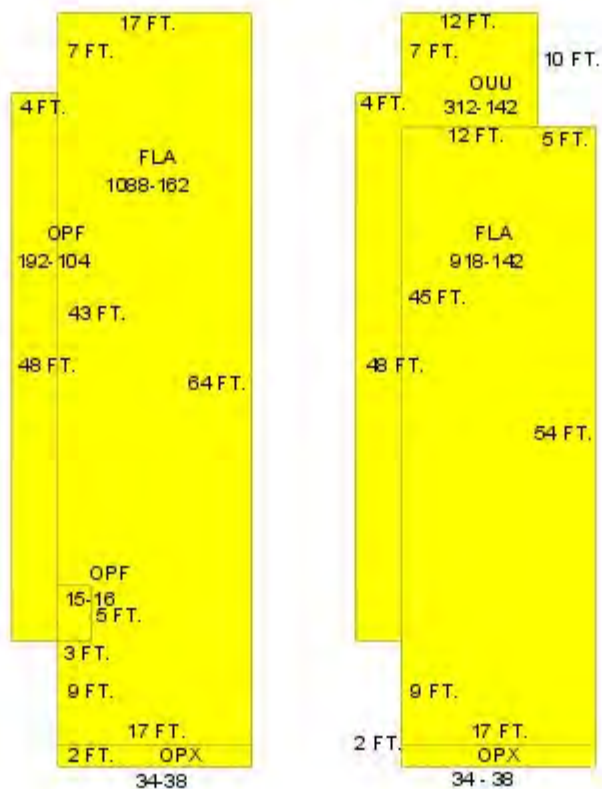 17 FT.
7 FT.
4 FT.
FLA
1088-162
OPF
192-104
43 FT.
48 FT.
64 FT.
OPF
15-16
5 FT.
3 FT.
9 FT.
17 FT.
2 FT.
OPX
34-38
12 FT.
7 FT.
10 FT.
OUU
4 FT.
312-142
12 FT.
5 FT.
FLA
918-142
45 FT.
48 FT.
54 FT.
9 FT.
17 FT.
2 FT.
OPX
34 - 38